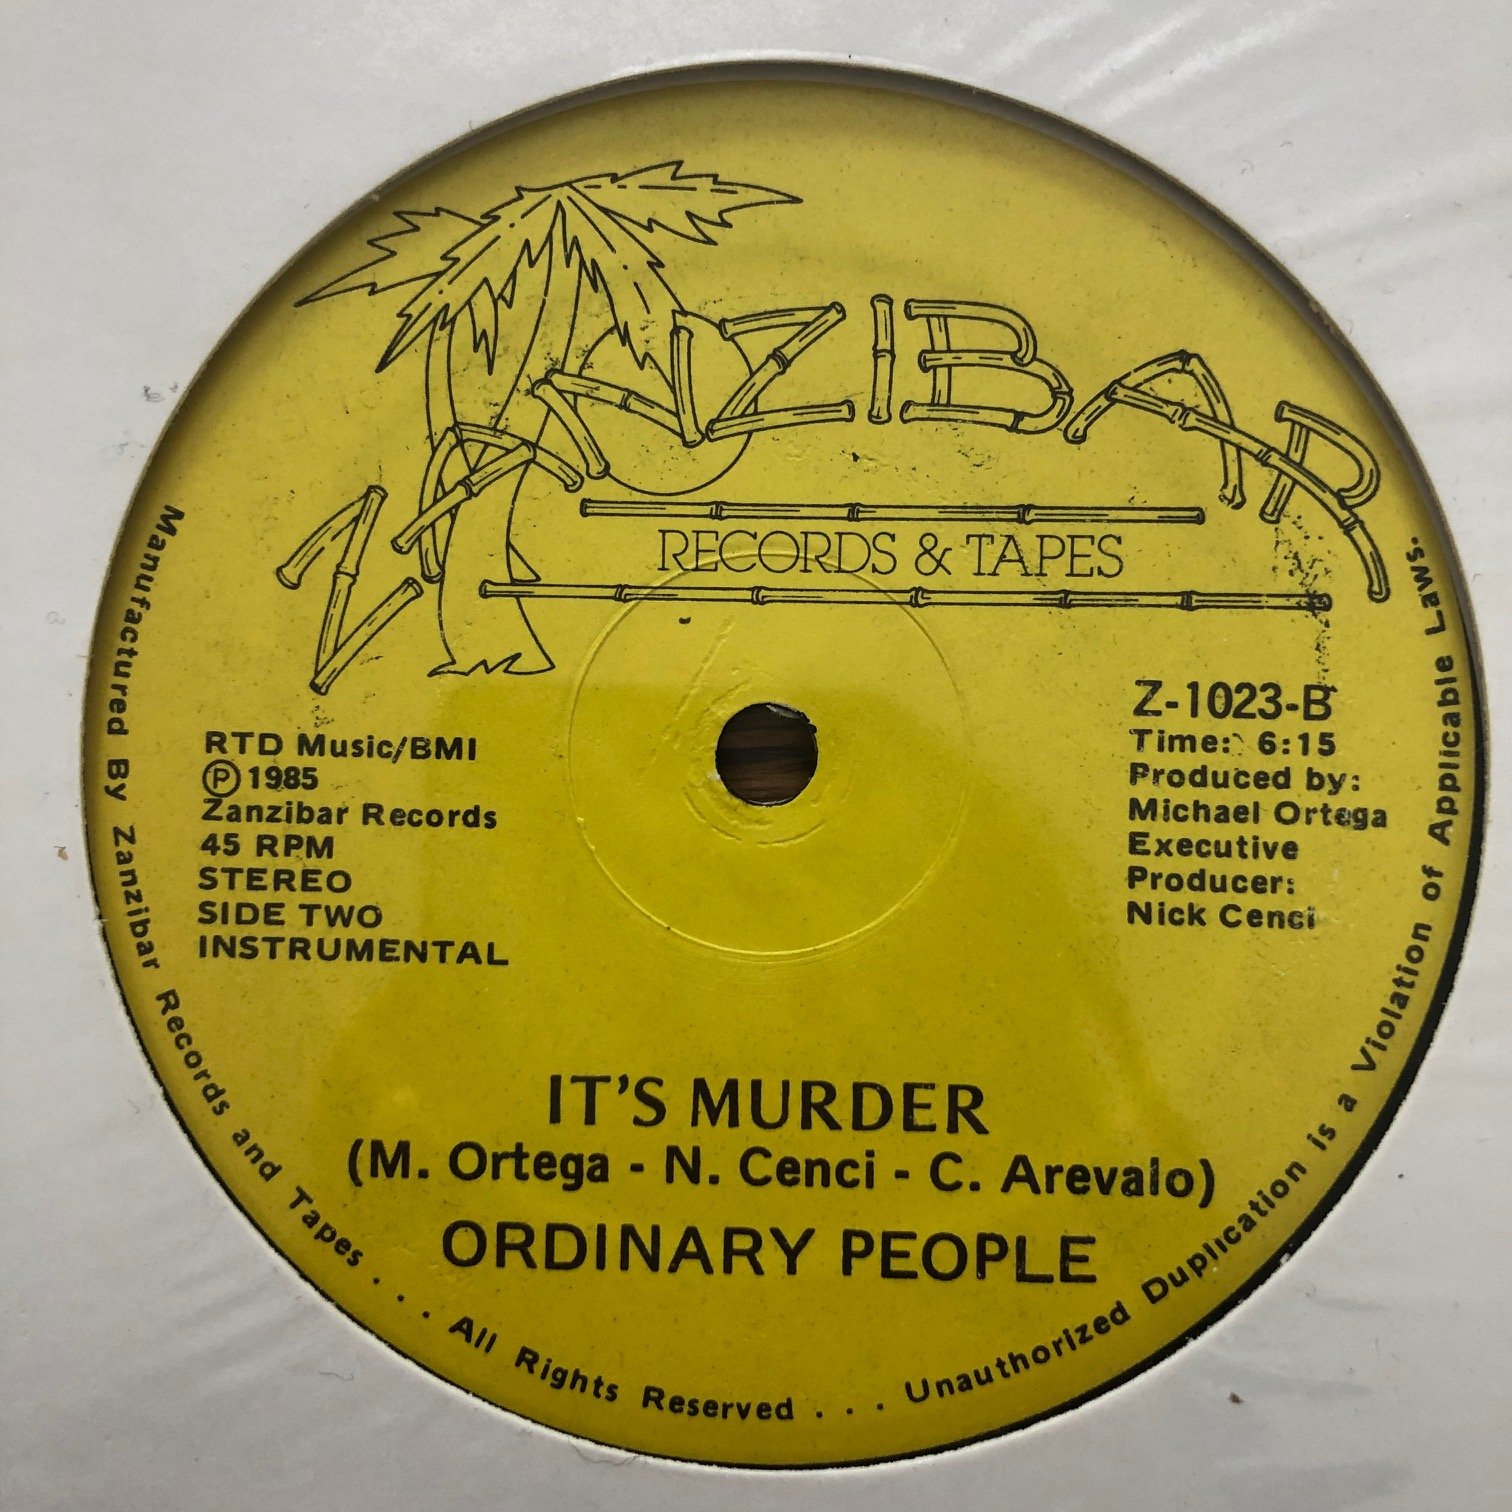 ZANZIBAR
RECORDS & TAPES
RTD Music/BMI
Ⓟ 1985
Zanzibar Records
45 RPM
STEREO
SIDE TWO
INSTRUMENTAL
Z-1023-B
Time: 6:15
Produced by:
Michael Ortega
Executive
Producer:
Nick Cenci
IT'S MURDER
(M. Ortega - N. Cenci - C. Arevalo)
ORDINARY PEOPLE
Manufactured By Zanzibar Records and Tapes . . . All Rights Reserved . . . Unauthorized Duplication is a Violation of Applicable Laws.